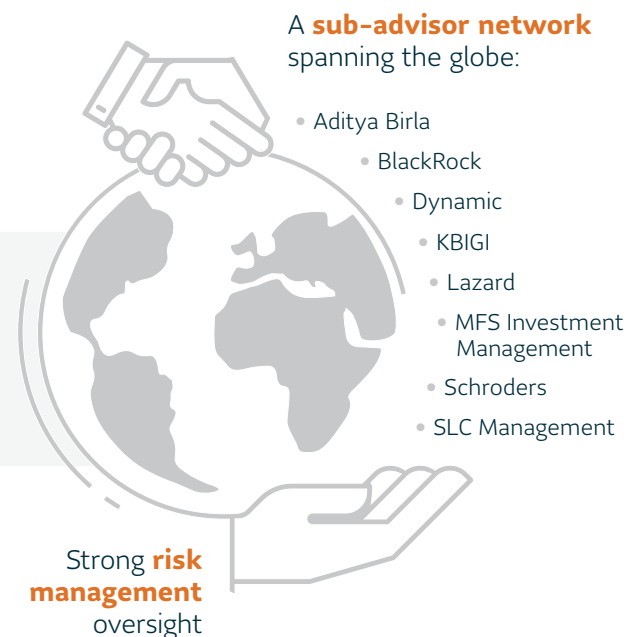 A sub-advisor network
spanning the globe:
• Aditya Birla
• BlackRock
• Dynamic
• KBIGI
• Lazard
• MFS Investment
Management
• Schroders
• SLC Management
Strong risk
management
oversight